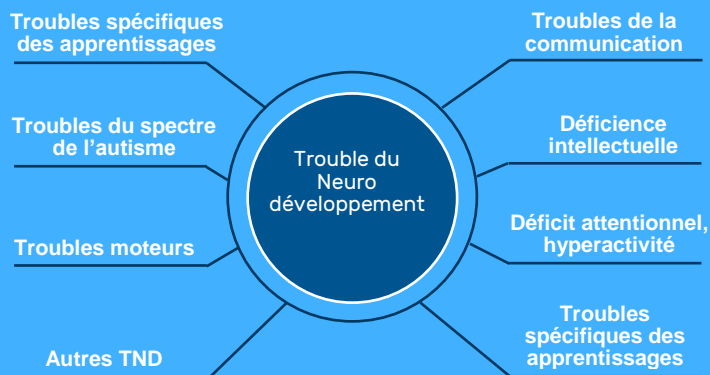 Troubles spécifiques
des apprentissages
Troubles du spectre
de l'autisme
Troubles moteurs
Autres TND
Trouble du
Neuro
développement
Troubles de la
communication
Déficience
intellectuelle
Déficit attentionnel,
hyperactivité
Troubles
spécifiques des
apprentissages